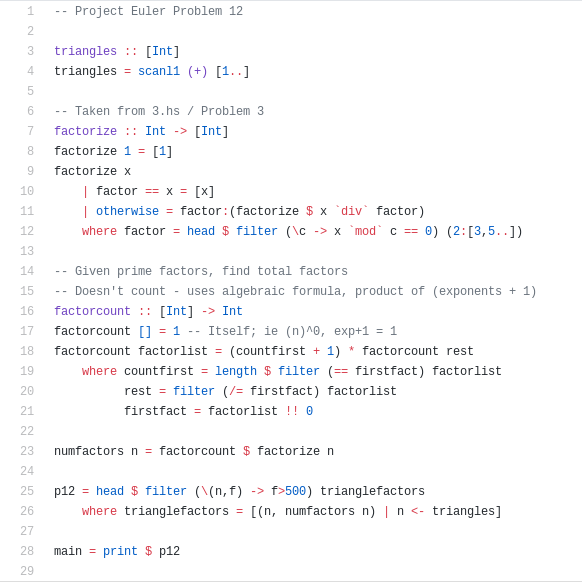 1 -- Project Euler Problem 12
2
3 triangles :: [Int]
4 triangles = scanl1 (+) [1..]
5
6 -- Taken from 3.hs / Problem 3
7 factorize :: Int -> [Int]
8 factorize 1 = [1]
9 factorize x
10     | factor == x = [x]
11     | otherwise = factor:(factorize $ x `div` factor)
12     where factor = head $ filter (\c -> x `mod` c == 0) (2:[3,5..])
13
14 -- Given prime factors, find total factors
15 -- Doesn't count - uses algebraic formula, product of (exponents + 1)
16 factorcount :: [Int] -> Int
17 factorcount [] = 1 -- Itself; ie (n)^0, exp+1 = 1
18 factorcount factorlist = (countfirst + 1) * factorcount rest
19     where countfirst = length $ filter (== firstfact) factorlist
20           rest = filter (/= firstfact) factorlist
21           firstfact = factorlist !! 0
22
23 numfactors n = factorcount $ factorize n
24
25 p12 = head $ filter (\(n,f) -> f>500) trianglefactors
26     where trianglefactors = [(n, numfactors n) | n <- triangles]
27
28 main = print $ p12
29